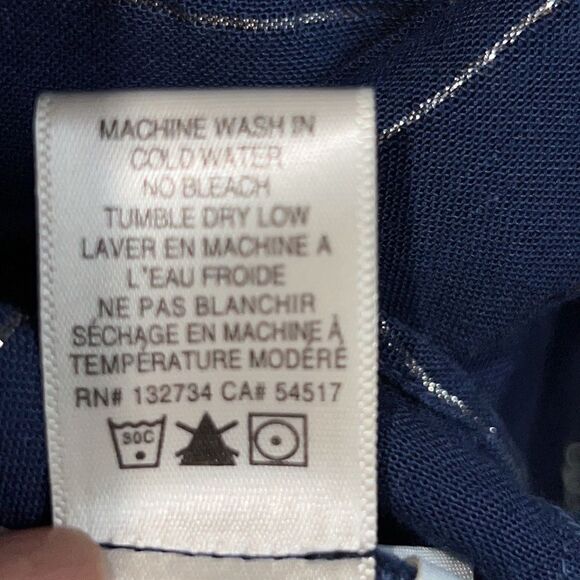 MACHINE WASH IN
COLD WATER
NO BLEACH
TUMBLE DRY LOW
LAVER EN MACHINE A
L'EAU FROIDE
NE PAS BLANCHIR
SÉCHAGE EN MACHINE À
TEMPÉRATURE MODÉRÉ
RN# 132734 CA# 54517